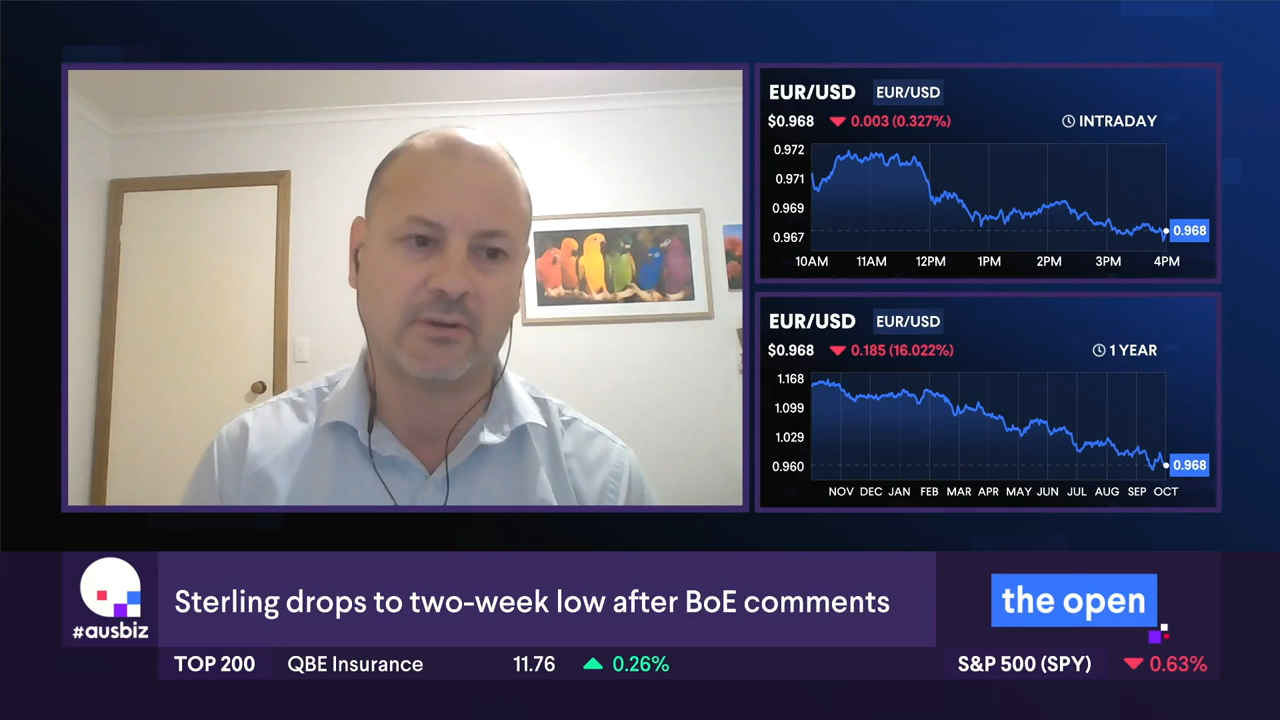 EUR/USD EUR/USD
$0.968 ▼ 0.003 (0.327%) INTRADAY
0.972
0.971
0.969
0.967
0.968
10AM 11AM 12PM 1PM 2PM 3PM 4PM
EUR/USD EUR/USD
$0.968 ▼ 0.185 (16.022%) 1 YEAR
1.168
1.099
1.029
0.960
0.968
NOV DEC JAN FEB MAR APR MAY JUN JUL AUG SEP OCT
#ausbiz
Sterling drops to two-week low after BoE comments
the open
TOP 200 QBE Insurance 11.76 ▲ 0.26% S&P 500 (SPY) ▼ 0.63%